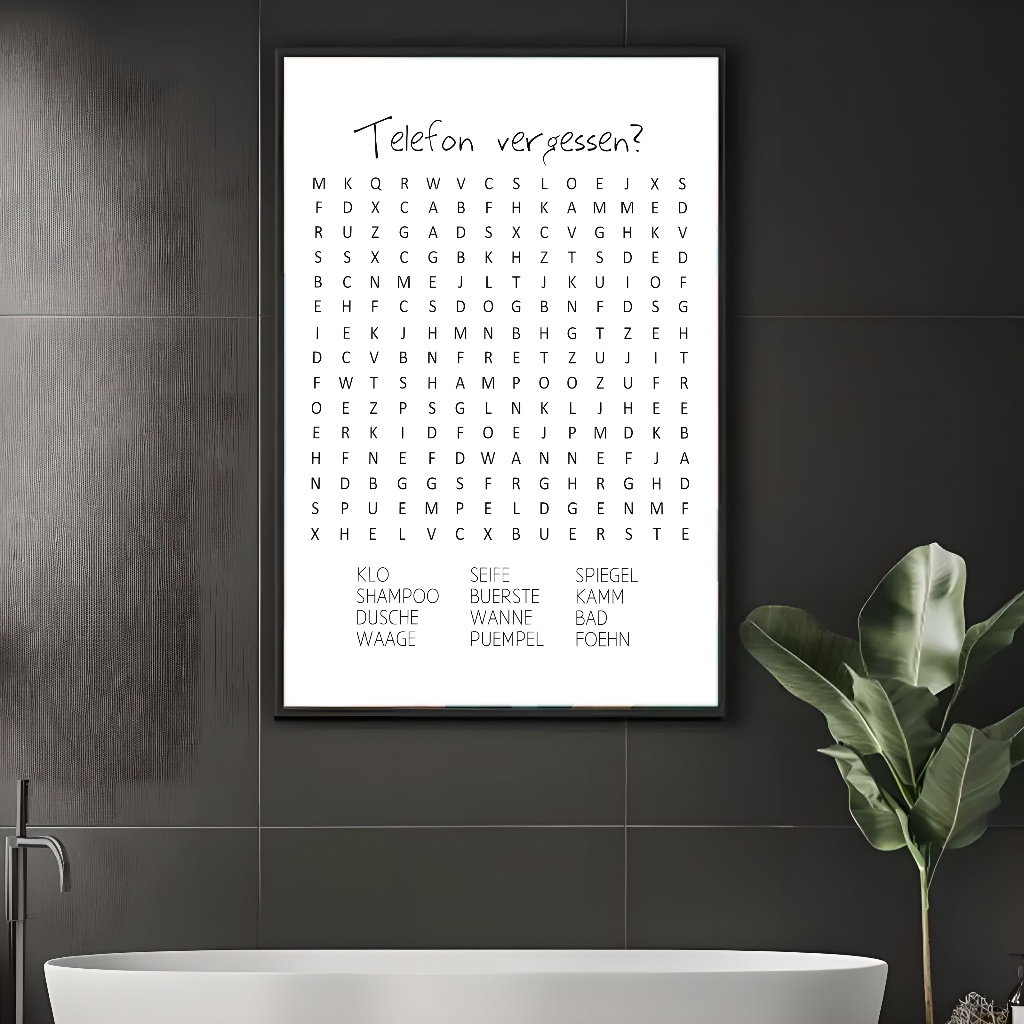 Telefon vergessen?
M K Q R W V C S L O E J X S
F D X C A B F H K A M M E D
R U Z G A D S X C V G H K V
S S X C G B K H Z T S D E D
B C N M E J L T J K U I O F
E H F C S D O G B N F D S G
I E K J H M N B H G T Z E H
D C V B N F R E T Z U J I T
F W T S H A M P O O Z U F R
O E Z P S G L N K L J H E E
E R K I D F O E J P M D K B
H F N E F D W A N N E F J A
N D B G G S F R G H R G H D
S P U E M P E L D G E N M F
X H E L V C X B U E R S T E
KLO SEIFE SPIEGEL
SHAMPOO BUERSTE KAMM
DUSCHE WANNE BAD
WAAGE PUEMPEL FOEHN